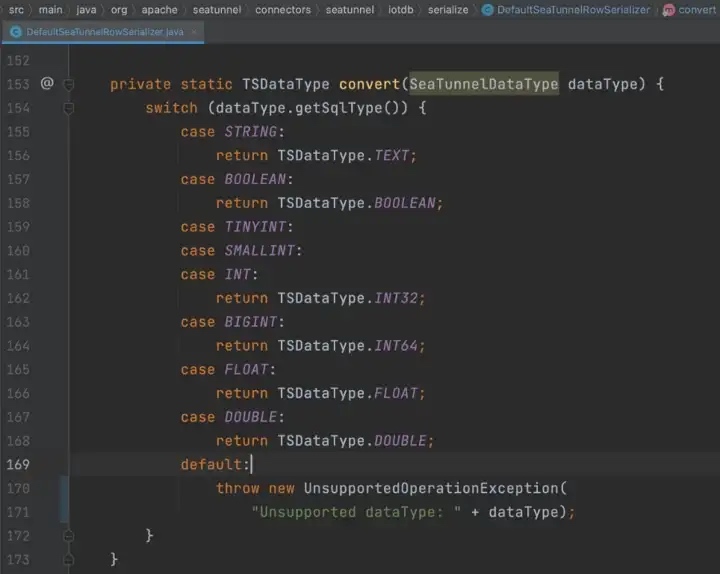 src › main › java › org › apache › seatunnel › connectors › seatunnel › iotdb › serialize › DefaultSeaTunnelRowSerializer › convert
DefaultSeaTunnelRowSerializer.java ×
152
153 @ private static TSDataType convert(SeaTunnelDataType dataType) {
154 switch (dataType.getSqlType()) {
155 case STRING:
156 return TSDataType.TEXT;
157 case BOOLEAN:
158 return TSDataType.BOOLEAN;
159 case TINYINT:
160 case SMALLINT:
161 case INT:
162 return TSDataType.INT32;
163 case BIGINT:
164 return TSDataType.INT64;
165 case FLOAT:
166 return TSDataType.FLOAT;
167 case DOUBLE:
168 return TSDataType.DOUBLE;
169 default:
170 throw new UnsupportedOperationException(
171 "Unsupported dataType: " + dataType);
172 }
173 }